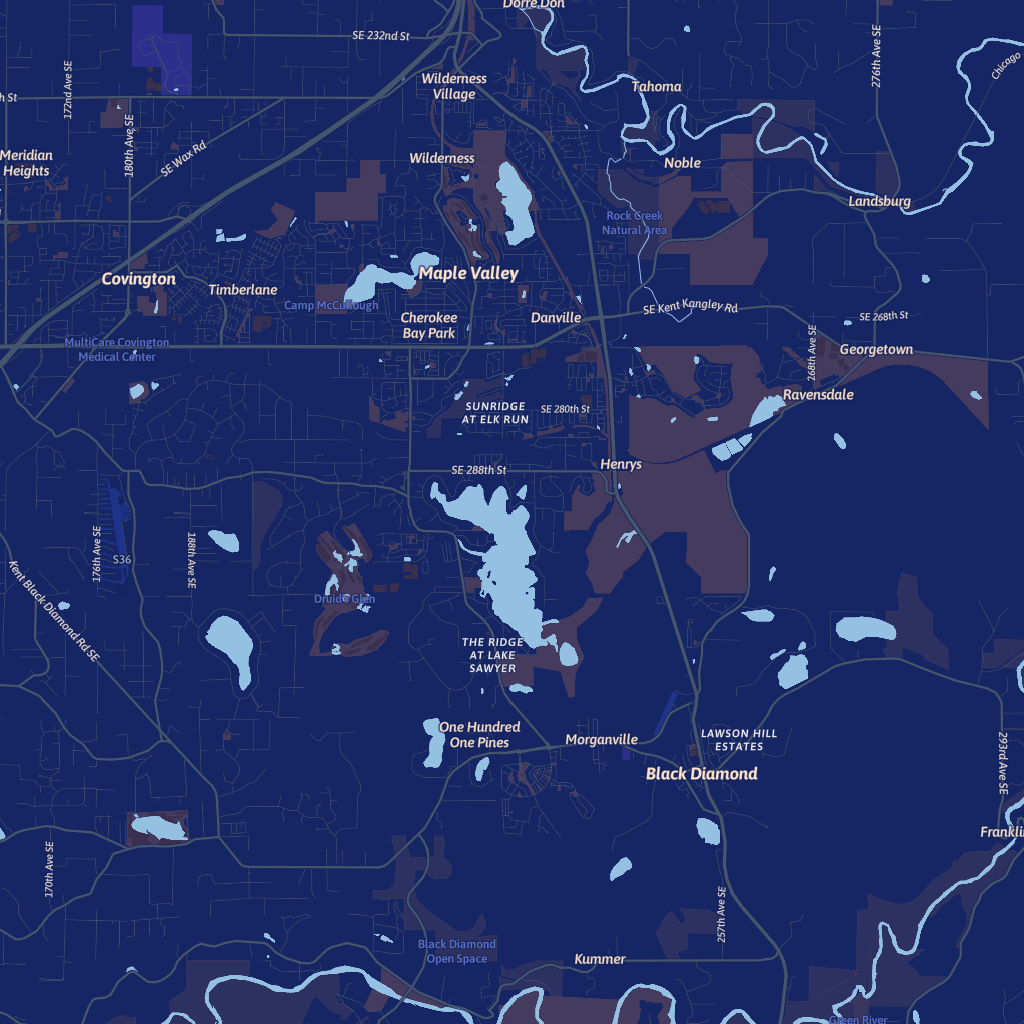 Dorre Don
SE 232nd St
276th Ave SE
Chicago
172nd Ave SE
Wilderness
Village
Tahoma
h St
180th Ave SE
SE Wax Rd
Meridian
Heights
Wilderness
Noble
Landsburg
Rock Creek
Natural Area
Covington
Timberlane
Maple Valley
Camp McCullough
Cherokee
Bay Park
Danville
SE Kent Kangley Rd
SE 268th St
268th Ave SE
MultiCare Covington
Medical Center
Georgetown
Ravensdale
SUNRIDGE
AT ELK RUN
SE 280th St
SE 288th St
Henrys
176th Ave SE
S36
188th Ave SE
Kent Black Diamond Rd SE
Druids Glen
THE RIDGE
AT LAKE
SAWYER
One Hundred
One Pines
Morganville
LAWSON HILL
ESTATES
Black Diamond
293rd Ave SE
Franklin
170th Ave SE
257th Ave SE
Black Diamond
Open Space
Kummer
Green River